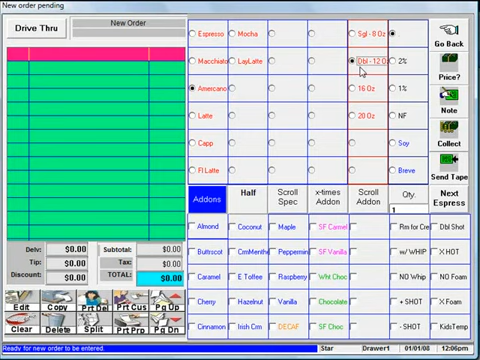 New order pending
Drive Thru
New Order
Espresso
Mocha
Sgl - 8 Oz
Go Back
Macchiato
LayLatte
Dbl - 12 Oz
2%
Price?
Amercano
16 Oz
1%
Note
Latte
20 Oz
NF
Collect
Capp
Soy
Fl Latte
Breve
Send Tape
Addons
Half
Scroll Spec
x-times Addon
Scroll Addon
Qty.
1
Next Espress
Almond
Coconut
Maple
SF Carmel
Rm for Cre
Dbl Shot
Buttrscot
CrmMenthe
Peppermin
SF Vanilla
w/ WHIP
X HOT
Caramel
E Toffee
Raspberry
Wht Choc
NO Whip
NO Foam
Cherry
Hazelnut
Vanilla
Chocolate
+ SHOT
X Foam
Cinnamon
Irish Crm
DECAF
SF Choc
- SHOT
KidsTemp
Delv: $0.00
Subtotal: $0.00
Tip: $0.00
Tax: $0.00
Discount: $0.00
TOTAL: $0.00
Edit
Copy
Prt Del
Prt Cus
Pg Up
Clear
Delete
Split
Prt Prp
Pg Dn
Ready for new order to be entered.
Star
Drawer1
01/01/08
12:06pm